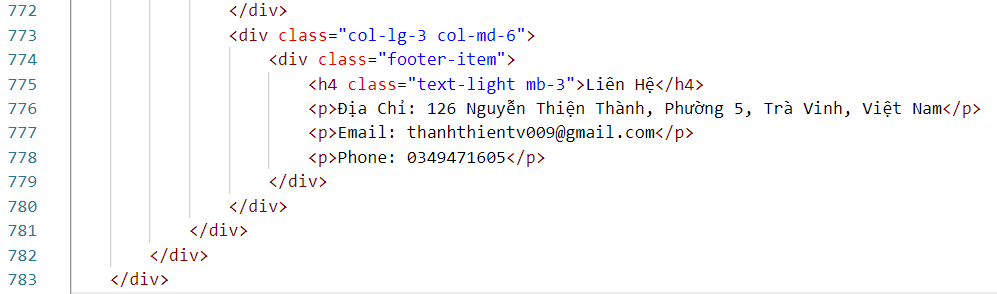 772 </div>
773 <div class="col-lg-3 col-md-6">
774 <div class="footer-item">
775 <h4 class="text-light mb-3">Liên Hệ</h4>
776 <p>Địa Chỉ: 126 Nguyễn Thiện Thành, Phường 5, Trà Vinh, Việt Nam</p>
777 <p>Email: thanhthientv009@gmail.com</p>
778 <p>Phone: 0349471605</p>
779 </div>
780 </div>
781 </div>
782 </div>
783 </div>